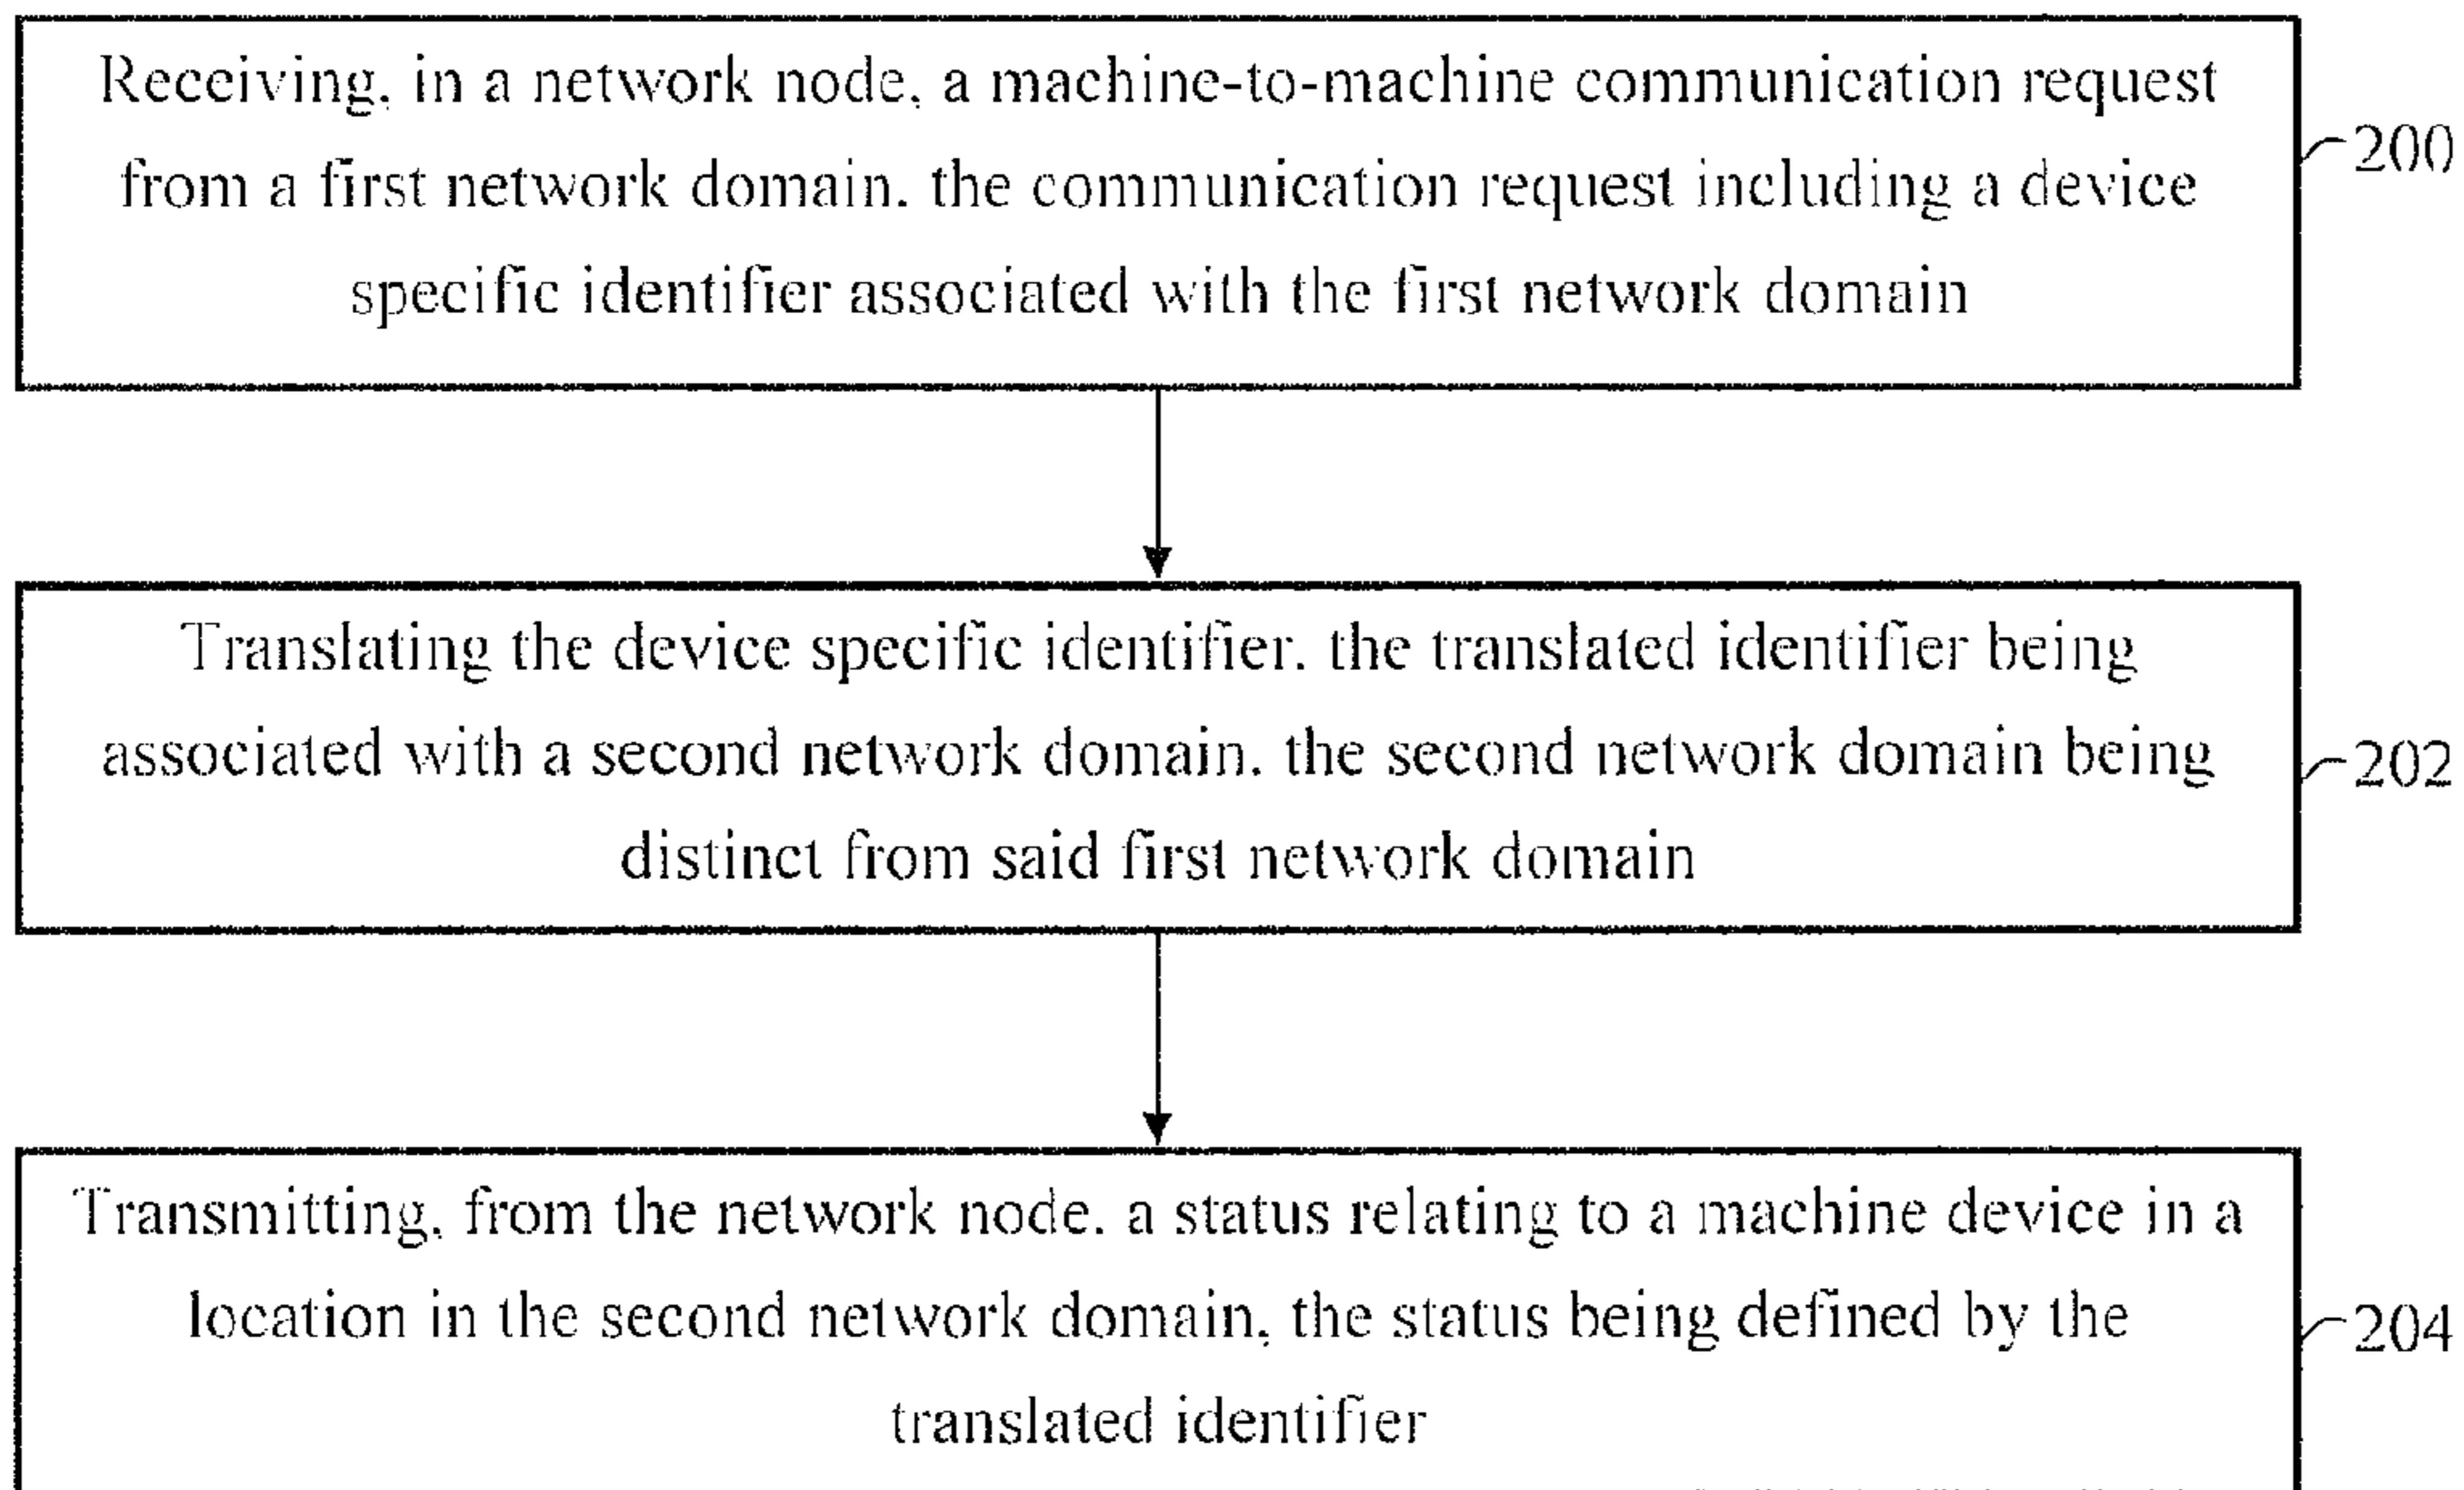 Receiving, in a network node, a machine-to-machine communication request
200
from a first network domain. the communication request including a device
specific identifier associated with the first network domain
Translating the device specific identifier. the translated identifier being
associated with a second network domain. the second network domain being
202
distinct from said first network domain
Transmitting, from the network node. a status relating to a machine device in a
location in the second network domain, the status being defined by the
204
translated identifier